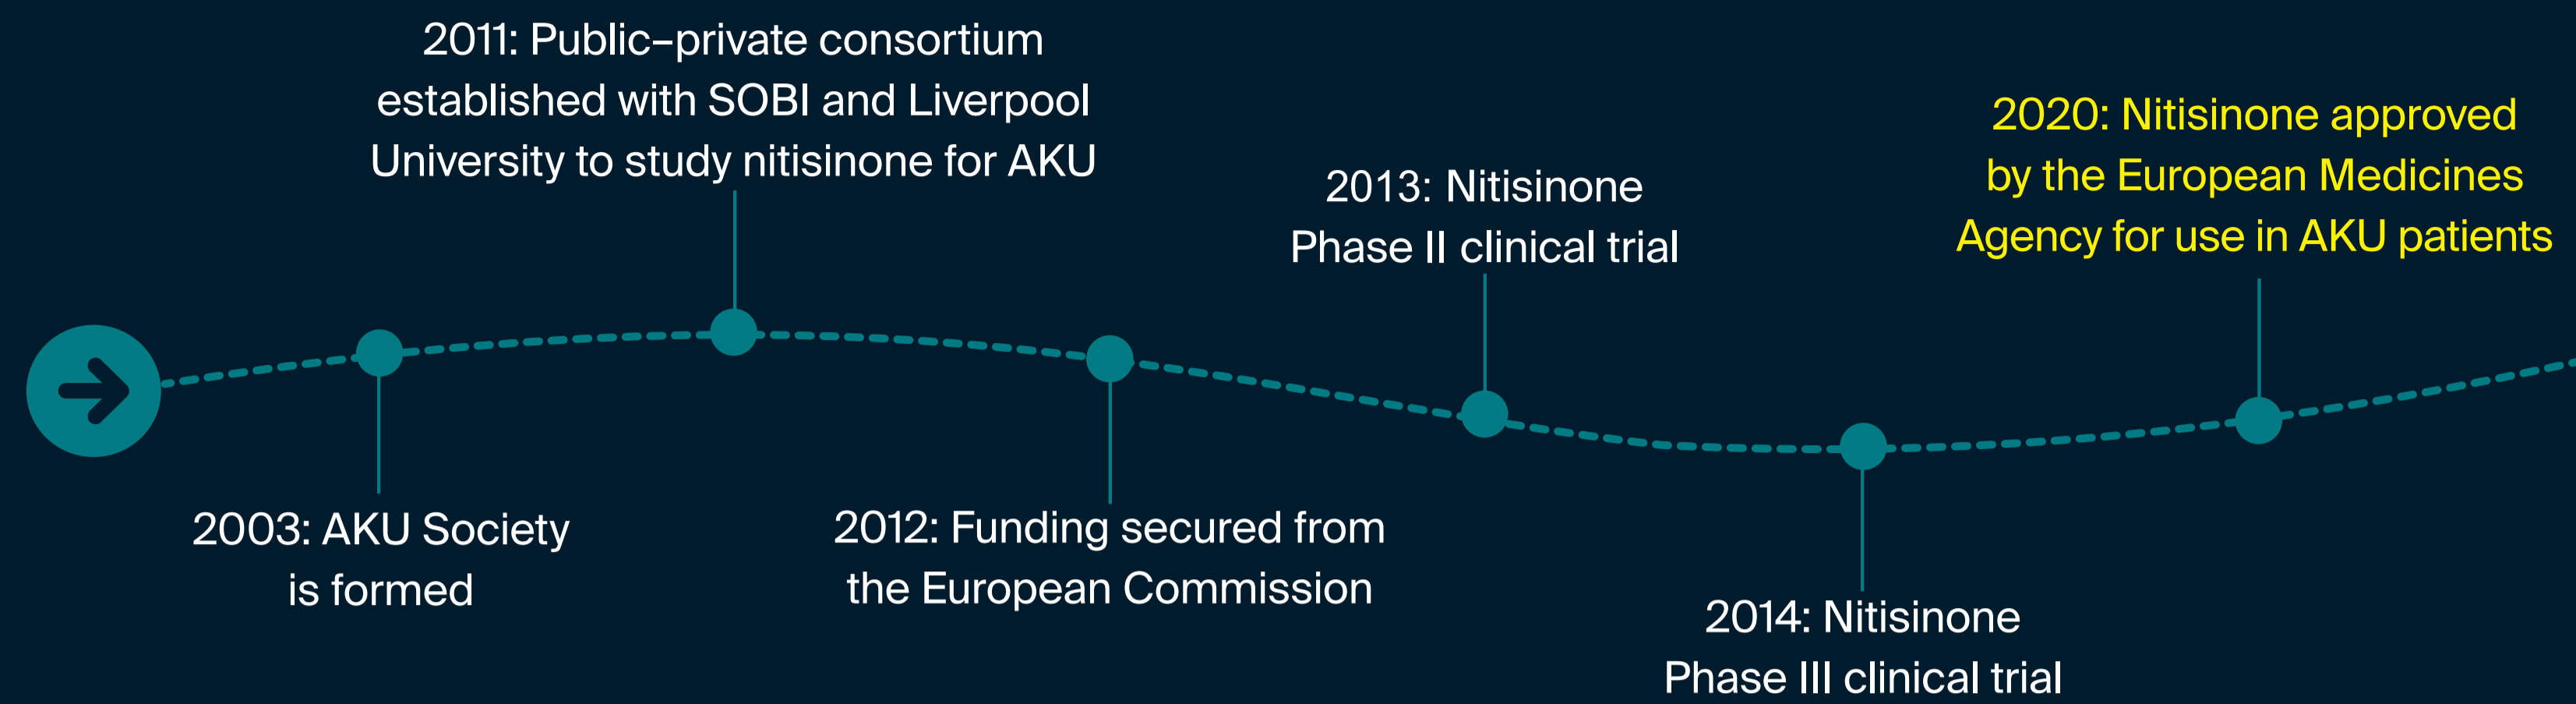 2003: AKU Society
is formed
2011: Public–private consortium
established with SOBI and Liverpool
University to study nitisinone for AKU
2012: Funding secured from
the European Commission
2013: Nitisinone
Phase II clinical trial
2014: Nitisinone
Phase III clinical trial
2020: Nitisinone approved
by the European Medicines
Agency for use in AKU patients